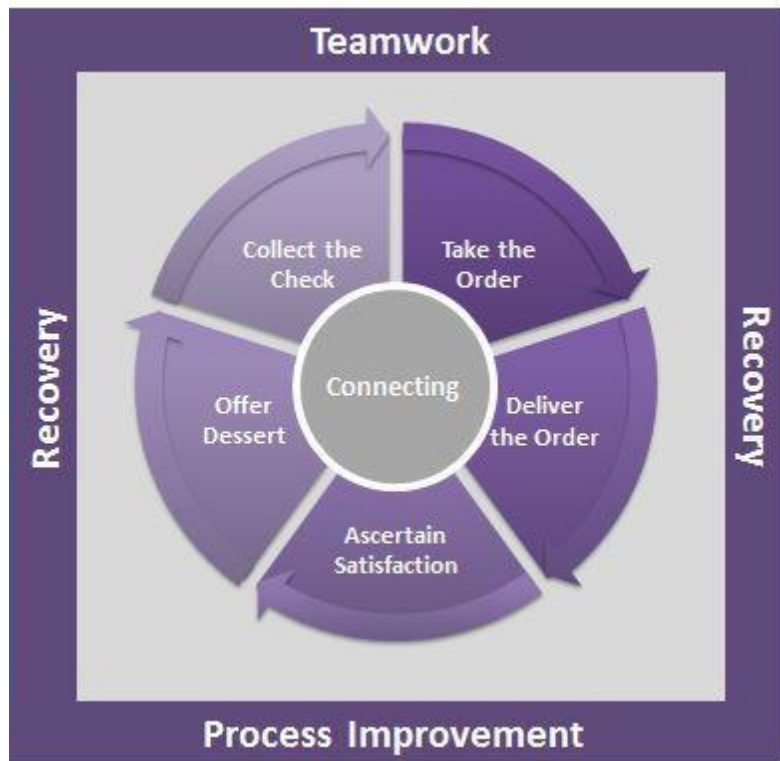 Teamwork
Collect the
Check
Take the
Order
Recovery
Connecting
Recovery
Offer
Dessert
Deliver
the Order
Ascertain
Satisfaction
Process Improvement